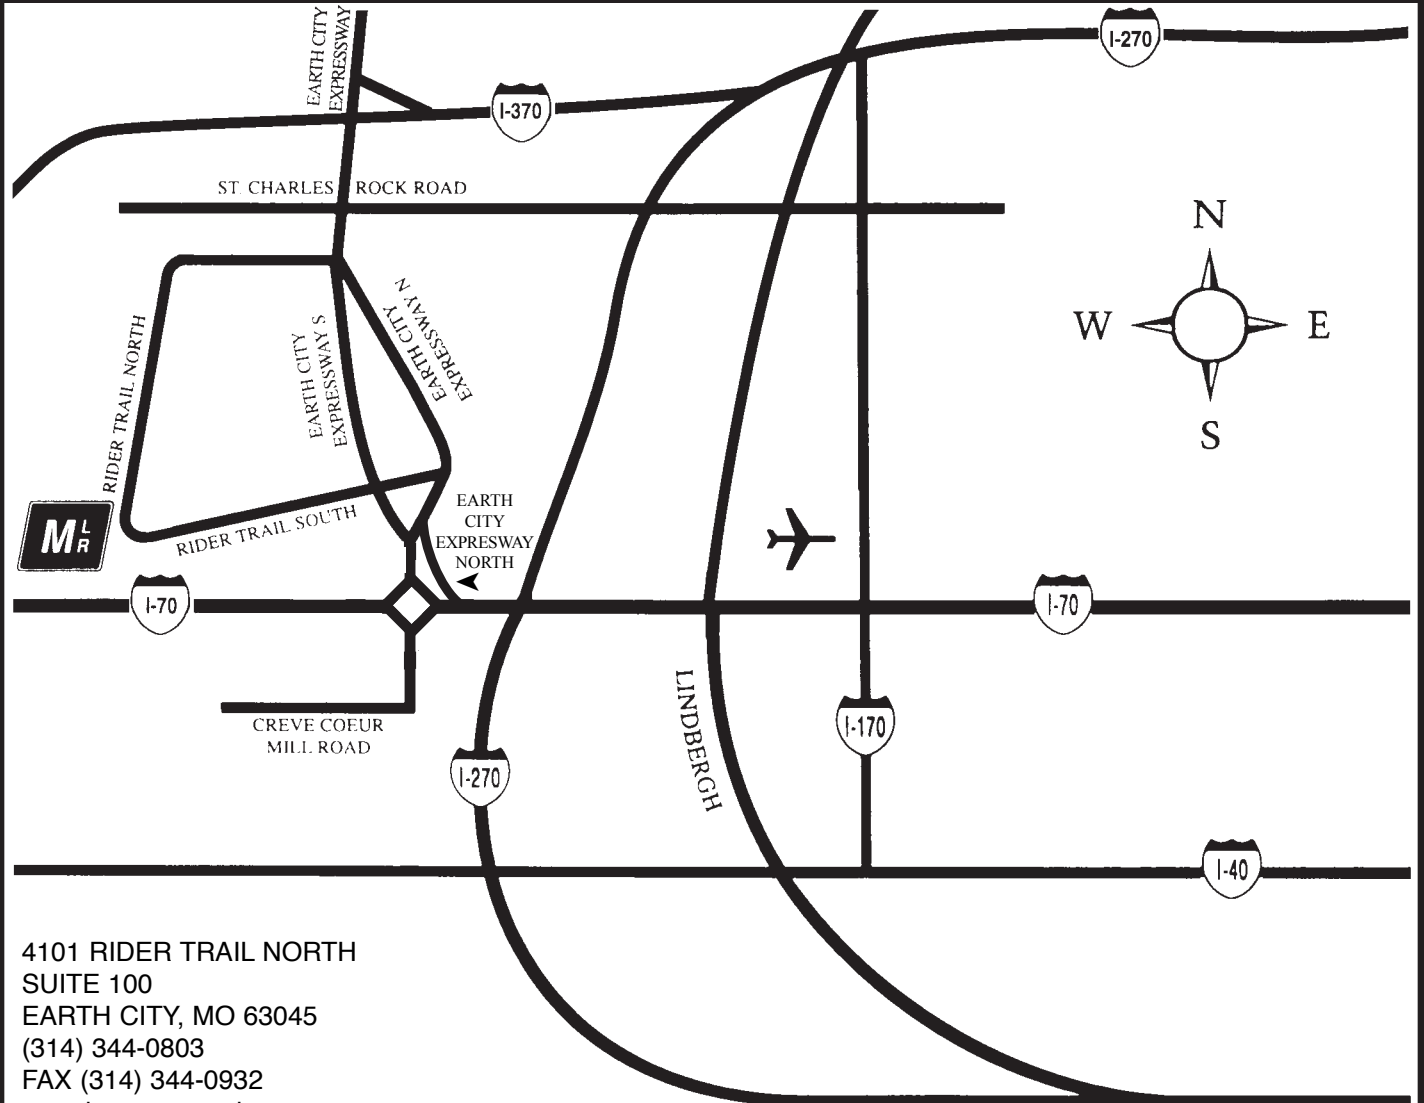 EARTH CITY
EXPRESSWAY
I-270
I-370
ST. CHARLES ROCK ROAD
N
W
E
S
EARTH CITY
EXPRESSWAY N
EARTH CITY
EXPRESSWAY S
RIDER TRAIL NORTH
M L R
RIDER TRAIL SOUTH
EARTH
CITY
EXPRESWAY
NORTH
I-70
I-70
LINDBERGH
CREVE COEUR
MILL ROAD
I-170
I-270
I-40
4101 RIDER TRAIL NORTH
SUITE 100
EARTH CITY, MO 63045
(314) 344-0803
FAX (314) 344-0932